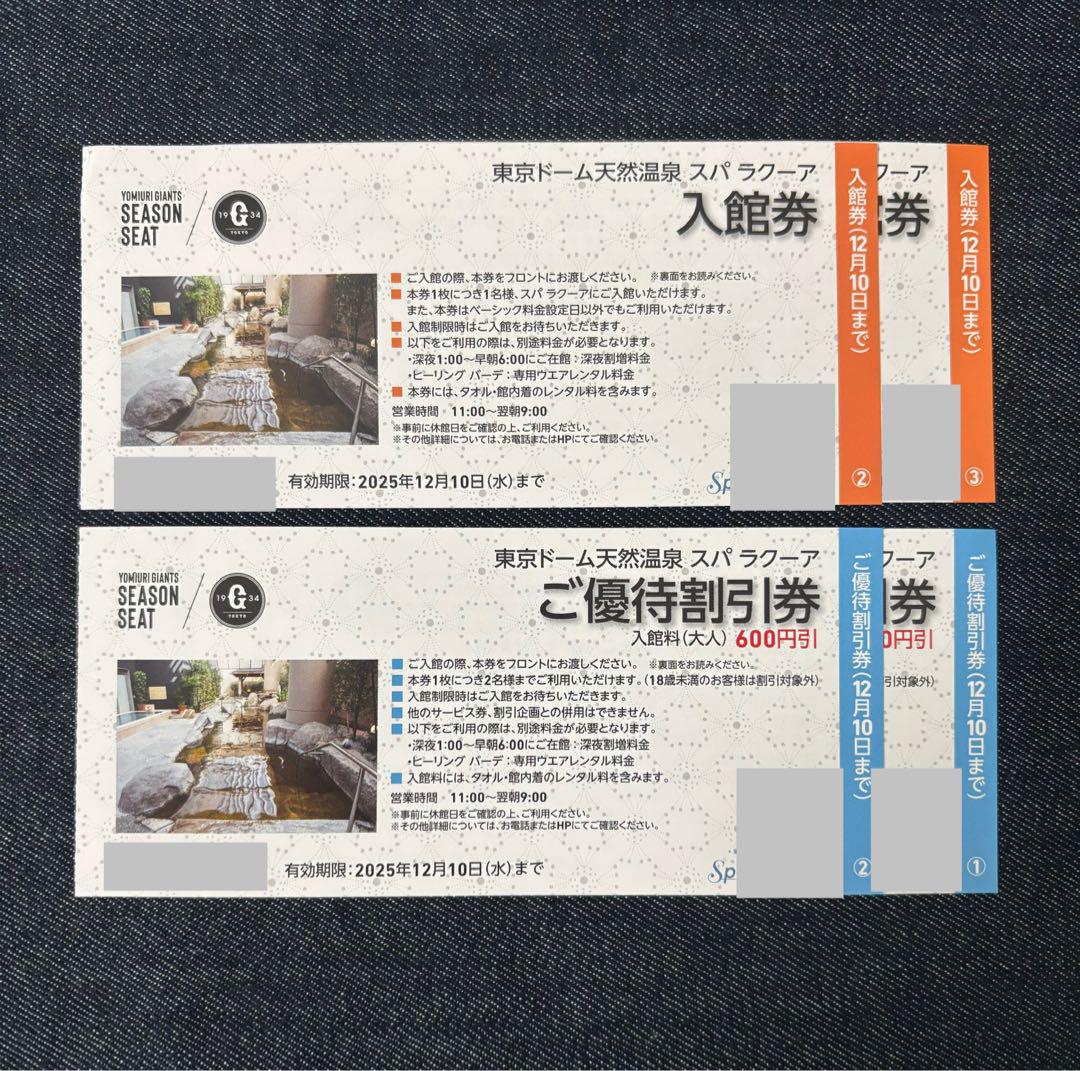 YOMIURI GIANTS
SEASON
SEAT
19 G 34
TOKYO
東京ドーム天然温泉 スパ ラクーア
入館券
■ ご入館の際、本券をフロントにお渡しください。 ※裏面をお読みください。
■ 本券1枚につき1名様、スパ ラクーアにご入館いただけます。
また、本券はベーシック料金設定日以外でもご利用いただけます。
■ 入館制限時はご入館をお待ちいただきます。
■ 以下をご利用の際は、別途料金が必要となります。
・深夜1:00〜早朝6:00にご在館：深夜割増料金
・ヒーリング バーデ：専用ウエアレンタル料金
■ 本券には、タオル・館内着のレンタル料を含みます。
営業時間 11:00〜翌朝9:00
※事前に休館日をご確認の上、ご利用ください。
※その他詳細については、お電話またはHPにてご確認ください。
有効期限：2025年12月10日（水）まで
Sp
入館券（12月10日まで）
②
クーア
館券
入館券（12月10日まで）
③
YOMIURI GIANTS
SEASON
SEAT
19 G 34
TOKYO
東京ドーム天然温泉 スパ ラクーア
ご優待割引券
入館料（大人） 600円引
■ ご入館の際、本券をフロントにお渡しください。 ※裏面をお読みください。
■ 本券1枚につき2名様までご利用いただけます。（18歳未満のお客様は割引対象外）
■ 入館制限時はご入館をお待ちいただきます。
■ 他のサービス券、割引企画との併用はできません。
■ 以下をご利用の際は、別途料金が必要となります。
・深夜1:00〜早朝6:00にご在館：深夜割増料金
・ヒーリング バーデ：専用ウエアレンタル料金
■ 入館料には、タオル・館内着のレンタル料を含みます。
営業時間 11:00〜翌朝9:00
※事前に休館日をご確認の上、ご利用ください。
※その他詳細については、お電話またはHPにてご確認ください。
有効期限：2025年12月10日（水）まで
Sp
ご優待割引券（12月10日まで）
②
クーア
引券
0円引
引対象外）
ご優待割引券（12月10日まで）
①